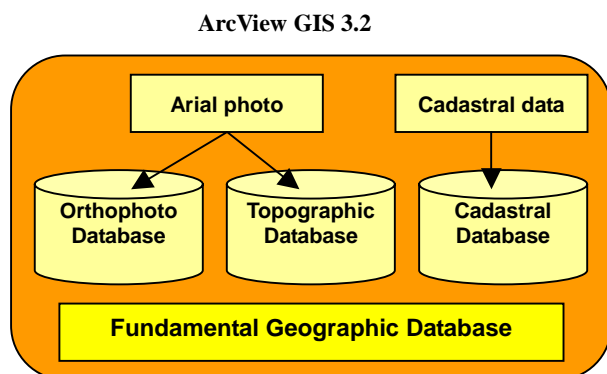 ArcView GIS 3.2
Arial photo
Cadastral data
Orthophoto
Database
Topographic
Database
Cadastral
Database
Fundamental Geographic Database